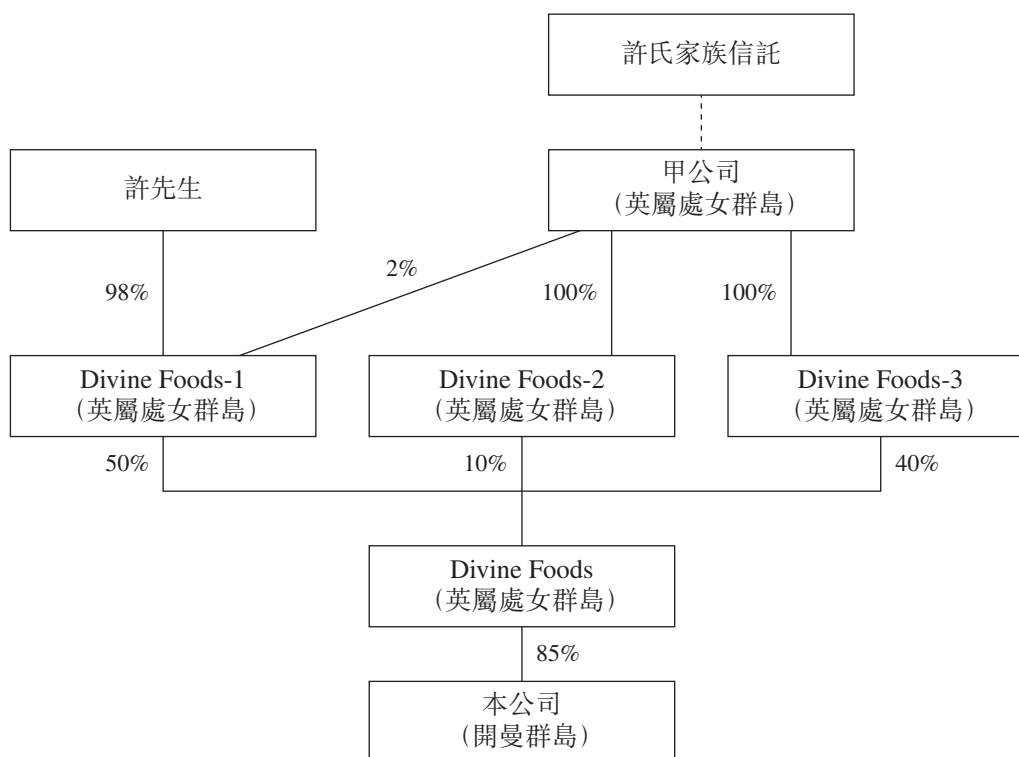 許氏家族信託
許先生
甲公司
(英屬處女群島)
2%
98%
100%
100%
Divine Foods-1
(英屬處女群島)
Divine Foods-2
(英屬處女群島)
Divine Foods-3
(英屬處女群島)
50%
10%
40%
Divine Foods
(英屬處女群島)
85%
本公司
(開曼群島)